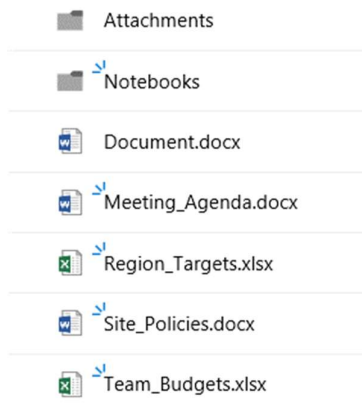 Attachments
Notebooks
Document.docx
Meeting_Agenda.docx
Region_Targets.xlsx
Site_Policies.docx
Team_Budgets.xlsx